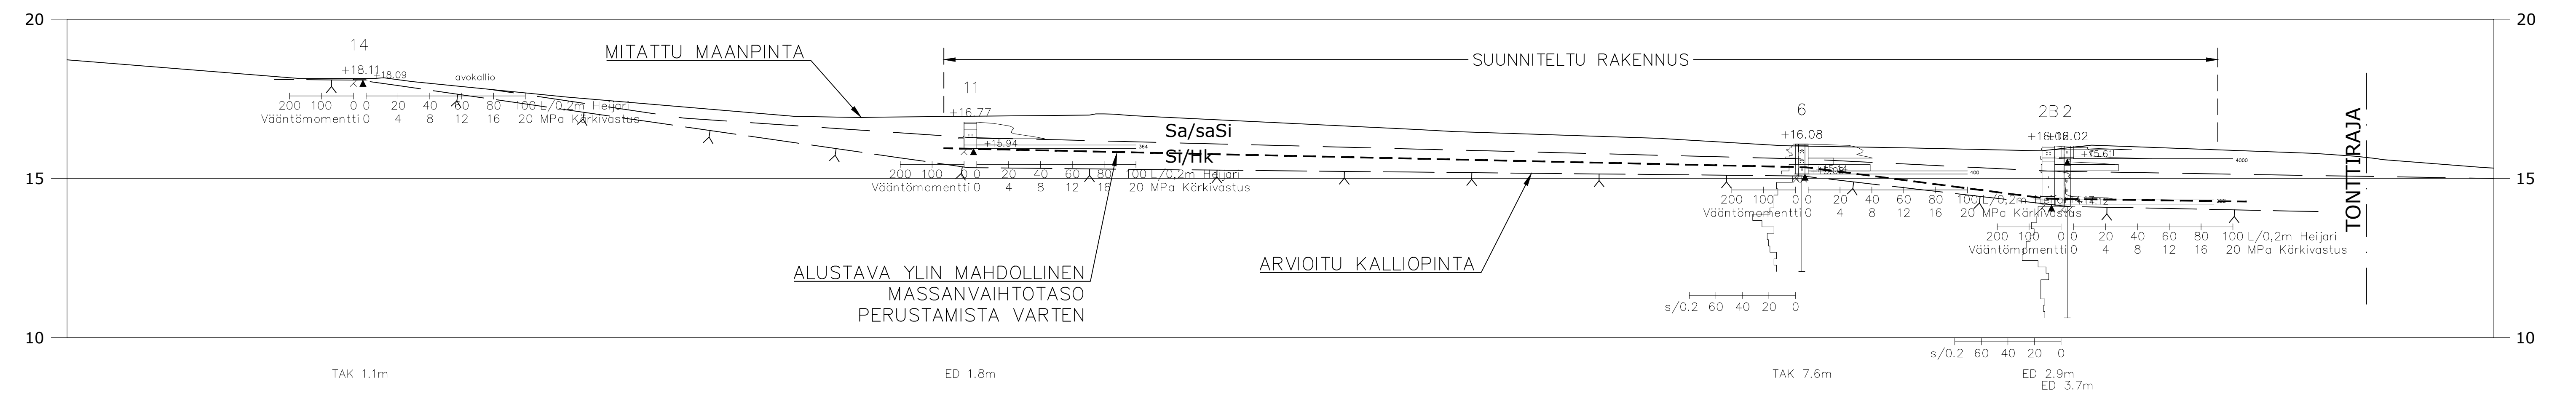 20
20
14
MITATTU MAANPINTA
SUUNNITELTU RAKENNUS
+18.11
+18.09
avokallio
11
6
2B 2
200 100 0 0 20 40 60 80 100 L/0,2m Heijari
Vääntömomentti 0 4 8 12 16 20 MPa Kärkivastus
+16.77
Sa/saSi
+16.08
+16.02
TONTTIRAJA
+15.94
364
Si/Hk
+15.61
4000
400
15
15
200 100 0 0 20 40 60 80 100 L/0,2m Heijari
Vääntömomentti 0 4 8 12 16 20 MPa Kärkivastus
200 100 0 0 20 40 60 80 100 L/0,2m
Vääntömomentti 0 4 8 12 16 20 MPa Kärkivastus
+14.12
200 100 0 0 20 40 60 80 100 L/0,2m Heijari
Vääntömomentti 0 4 8 12 16 20 MPa Kärkivastus
ALUSTAVA YLIN MAHDOLLINEN
MASSANVAIHTOTASO
PERUSTAMISTA VARTEN
ARVIOITU KALLIOPINTA
s/0.2 60 40 20 0
10
10
s/0.2 60 40 20 0
TAK 1.1m
ED 1.8m
TAK 7.6m
ED 2.9m
ED 3.7m